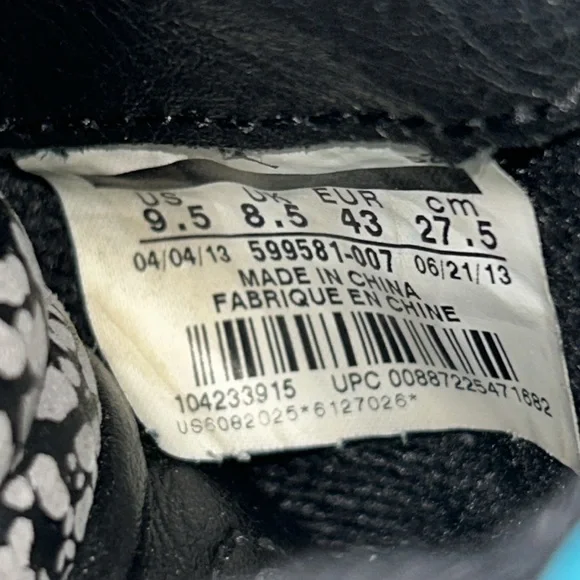 US UK EUR cm
9.5 8.5 43 27.5
04/04/13 599581-007 06/21/13
MADE IN CHINA
FABRIQUE EN CHINE
104233915 UPC 00887225471682
US6082025*6127026*